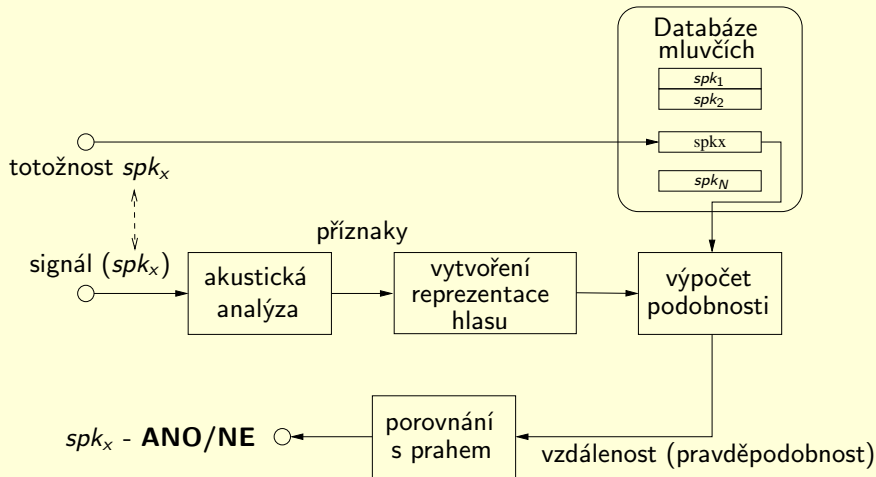 Databáze
mluvčích
spk₁
spk₂
spkx
spk_N
totožnost spkₓ
signál (spkₓ)
příznaky
akustická
analýza
vytvoření
reprezentace
hlasu
výpočet
podobnosti
spkₓ - ANO/NE
porovnání
s prahem
vzdálenost (pravděpodobnost)